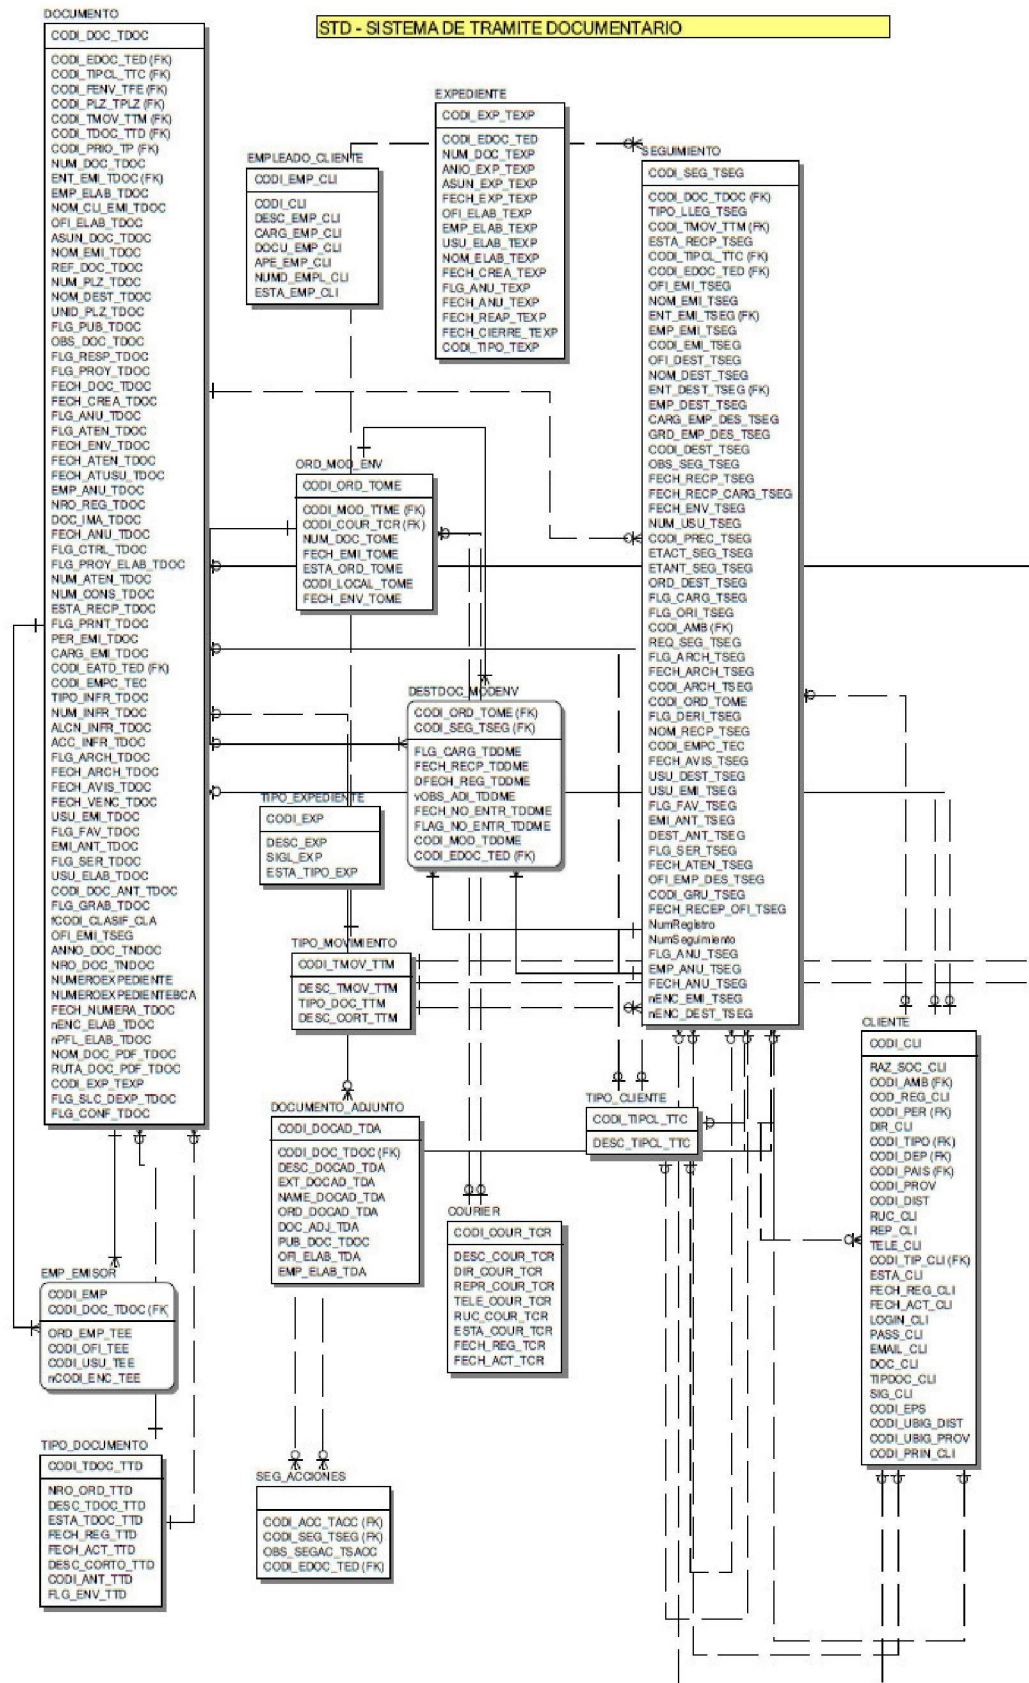 STD - SISTEMA DE TRAMITE DOCUMENTARIO
DOCUMENTO
CODI_DOC_TDOC
CODI_EDOC_TED (FK)
CODI_TIPCL_TTC (FK)
CODI_FENV_TFE (FK)
CODI_PLZ_TPLZ (FK)
CODI_TMOV_TTM (FK)
CODI_TDOC_TTD (FK)
CODI_PRIO_TP (FK)
NUM_DOC_TDOC
ENT_EMI_TDOC (FK)
EMP_ELAB_TDOC
NOM_CLI_EMI_TDOC
OFI_ELAB_TDOC
ASUN_DOC_TDOC
NOM_EMI_TDOC
REF_DOC_TDOC
NUM_PLZ_TDOC
NOM_DEST_TDOC
UNID_PLZ_TDOC
FLG_PUB_TDOC
OBS_DOC_TDOC
FLG_RESP_TDOC
FLG_PROY_TDOC
FECH_DOC_TDOC
FECH_CREA_TDOC
FLG_ANU_TDOC
FLG_ATEN_TDOC
FECH_ENV_TDOC
FECH_ATEN_TDOC
FECH_ATUSU_TDOC
EMP_ANU_TDOC
NRO_REG_TDOC
DOC_IMA_TDOC
FECH_ANU_TDOC
FLG_CTRL_TDOC
FLG_PROY_ELAB_TDOC
NUM_ATEN_TDOC
NUM_CONS_TDOC
ESTA_RECP_TDOC
FLG_PRNT_TDOC
PER_EMI_TDOC
CARG_EMI_TDOC
CODI_EATD_TED (FK)
CODI_EMPC_TEC
TIPO_INFR_TDOC
NUM_INFR_TDOC
ALCN_INFR_TDOC
ACC_INFR_TDOC
FLG_ARCH_TDOC
FECH_ARCH_TDOC
FECH_AVIS_TDOC
FECH_VENC_TDOC
USU_EMI_TDOC
FLG_FAV_TDOC
EMI_ANT_TDOC
FLG_SER_TDOC
USU_ELAB_TDOC
CODI_DOC_ANT_TDOC
FLG_GRAB_TDOC
fCODI_CLASIF_CLA
OFI_EMI_TSEG
ANNO_DOC_TNDOC
NRO_DOC_TNDOC
NUMEROEXPEDIENTE
NUMEROEXPEDIENTEBCA
FECH_NUMERA_TDOC
nENC_ELAB_TDOC
nPFL_ELAB_TDOC
NOM_DOC_PDF_TDOC
RUTA_DOC_PDF_TDOC
CODI_EXP_TEXP
FLG_SLC_DEXP_TDOC
FLG_CONF_TDOC
EMP_EMISOR
CODI_EMP
CODI_DOC_TDOC (FK)
ORD_EMP_TEE
CODI_OFI_TEE
CODI_USU_TEE
nCODI_ENC_TEE
TIPO_DOCUMENTO
CODI_TDOC_TTD
NRO_ORD_TTD
DESC_TDOC_TTD
ESTA_TDOC_TTD
FECH_REG_TTD
FECH_ACT_TTD
DESC_CORTO_TTD
CODI_ANT_TTD
FLG_ENV_TTD
EMPLEADO_CLIENTE
CODI_EMP_CLI
CODI_CLI
DESC_EMP_CLI
CARG_EMP_CLI
DOCU_EMP_CLI
APE_EMP_CLI
NUMD_EMPL_CLI
ESTA_EMP_CLI
EXPEDIENTE
CODI_EXP_TEXP
CODI_EDOC_TED
NUM_DOC_TEXP
ANIO_EXP_TEXP
ASUN_EXP_TEXP
FECH_EXP_TEXP
OFI_ELAB_TEXP
EMP_ELAB_TEXP
USU_ELAB_TEXP
NOM_ELAB_TEXP
FECH_CREA_TEXP
FLG_ANU_TEXP
FECH_ANU_TEXP
FECH_REAP_TEXP
FECH_CIERRE_TEXP
CODI_TIPO_TEXP
ORD_MOD_ENV
CODI_ORD_TOME
CODI_MOD_TTME (FK)
CODI_COUR_TCR (FK)
NUM_DOC_TOME
FECH_EMI_TOME
ESTA_ORD_TOME
CODI_LOCAL_TOME
FECH_ENV_TOME
DESTDOC_MODENV
CODI_ORD_TOME (FK)
CODI_SEG_TSEG (FK)
FLG_CARG_TDDME
FECH_RECP_TDDME
DFECH_REG_TDDME
vOBS_ADI_TDDME
FECH_NO_ENTR_TDDME
FLAG_NO_ENTR_TDDME
CODI_MOD_TDDME
CODI_EDOC_TED (FK)
TIPO_EXPEDIENTE
CODI_EXP
DESC_EXP
SIGL_EXP
ESTA_TIPO_EXP
TIPO_MOVIMIENTO
CODI_TMOV_TTM
DESC_TMOV_TTM
TIPO_DOC_TTM
DESC_CORT_TTM
DOCUMENTO_ADJUNTO
CODI_DOCAD_TDA
CODI_DOC_TDOC (FK)
DESC_DOCAD_TDA
EXT_DOCAD_TDA
NAME_DOCAD_TDA
ORD_DOCAD_TDA
DOC_ADJ_TDA
PUB_DOC_TDOC
OFI_ELAB_TDA
EMP_ELAB_TDA
SEG_ACCIONES
CODI_ACC_TACC (FK)
CODI_SEG_TSEG (FK)
OBS_SEGAC_TSACC
CODI_EDOC_TED (FK)
COURIER
CODI_COUR_TCR
DESC_COUR_TCR
DIR_COUR_TCR
REPR_COUR_TCR
TELE_COUR_TCR
RUC_COUR_TCR
ESTA_COUR_TCR
FECH_REG_TCR
FECH_ACT_TCR
TIPO_CLIENTE
CODI_TIPCL_TTC
DESC_TIPCL_TTC
SEGUIMIENTO
CODI_SEG_TSEG
CODI_DOC_TDOC (FK)
TIPO_LLEG_TSEG
CODI_TMOV_TTM (FK)
ESTA_RECP_TSEG
CODI_TIPCL_TTC (FK)
CODI_EDOC_TED (FK)
OFI_EMI_TSEG
NOM_EMI_TSEG
ENT_EMI_TSEG (FK)
EMP_EMI_TSEG
CODI_EMI_TSEG
OFI_DEST_TSEG
NOM_DEST_TSEG
ENT_DEST_TSEG (FK)
EMP_DEST_TSEG
CARG_EMP_DES_TSEG
GRD_EMP_DES_TSEG
CODI_DEST_TSEG
OBS_SEG_TSEG
FECH_RECP_TSEG
FECH_RECP_CARG_TSEG
FECH_ENV_TSEG
NUM_USU_TSEG
CODI_PREC_TSEG
ETACT_SEG_TSEG
ETANT_SEG_TSEG
ORD_DEST_TSEG
FLG_CARG_TSEG
FLG_ORI_TSEG
CODI_AMB (FK)
REQ_SEG_TSEG
FLG_ARCH_TSEG
FECH_ARCH_TSEG
CODI_ARCH_TSEG
CODI_ORD_TOME
FLG_DERI_TSEG
NOM_RECP_TSEG
CODI_EMPC_TEC
FECH_AVIS_TSEG
USU_DEST_TSEG
USU_EMI_TSEG
FLG_FAV_TSEG
EMI_ANT_TSEG
DEST_ANT_TSEG
FLG_SER_TSEG
FECH_ATEN_TSEG
OFI_EMP_DES_TSEG
CODI_GRU_TSEG
FECH_RECEP_OFI_TSEG
NumRegistro
NumSeguimiento
FLG_ANU_TSEG
EMP_ANU_TSEG
FECH_ANU_TSEG
nENC_EMI_TSEG
nENC_DEST_TSEG
CLIENTE
CODI_CLI
RAZ_SOC_CLI
CODI_AMB (FK)
COD_REG_CLI
CODI_PER (FK)
DIR_CLI
CODI_TIPO (FK)
CODI_DEP (FK)
CODI_PAIS (FK)
CODI_PROV
CODI_DIST
RUC_CLI
REP_CLI
TELE_CLI
CODI_TIP_CLI (FK)
ESTA_CLI
FECH_REG_CLI
FECH_ACT_CLI
LOGIN_CLI
PASS_CLI
EMAIL_CLI
DOC_CLI
TIPDOC_CLI
SIG_CLI
CODI_EPS
CODI_UBIG_DIST
CODI_UBIG_PROV
CODI_PRIN_CLI